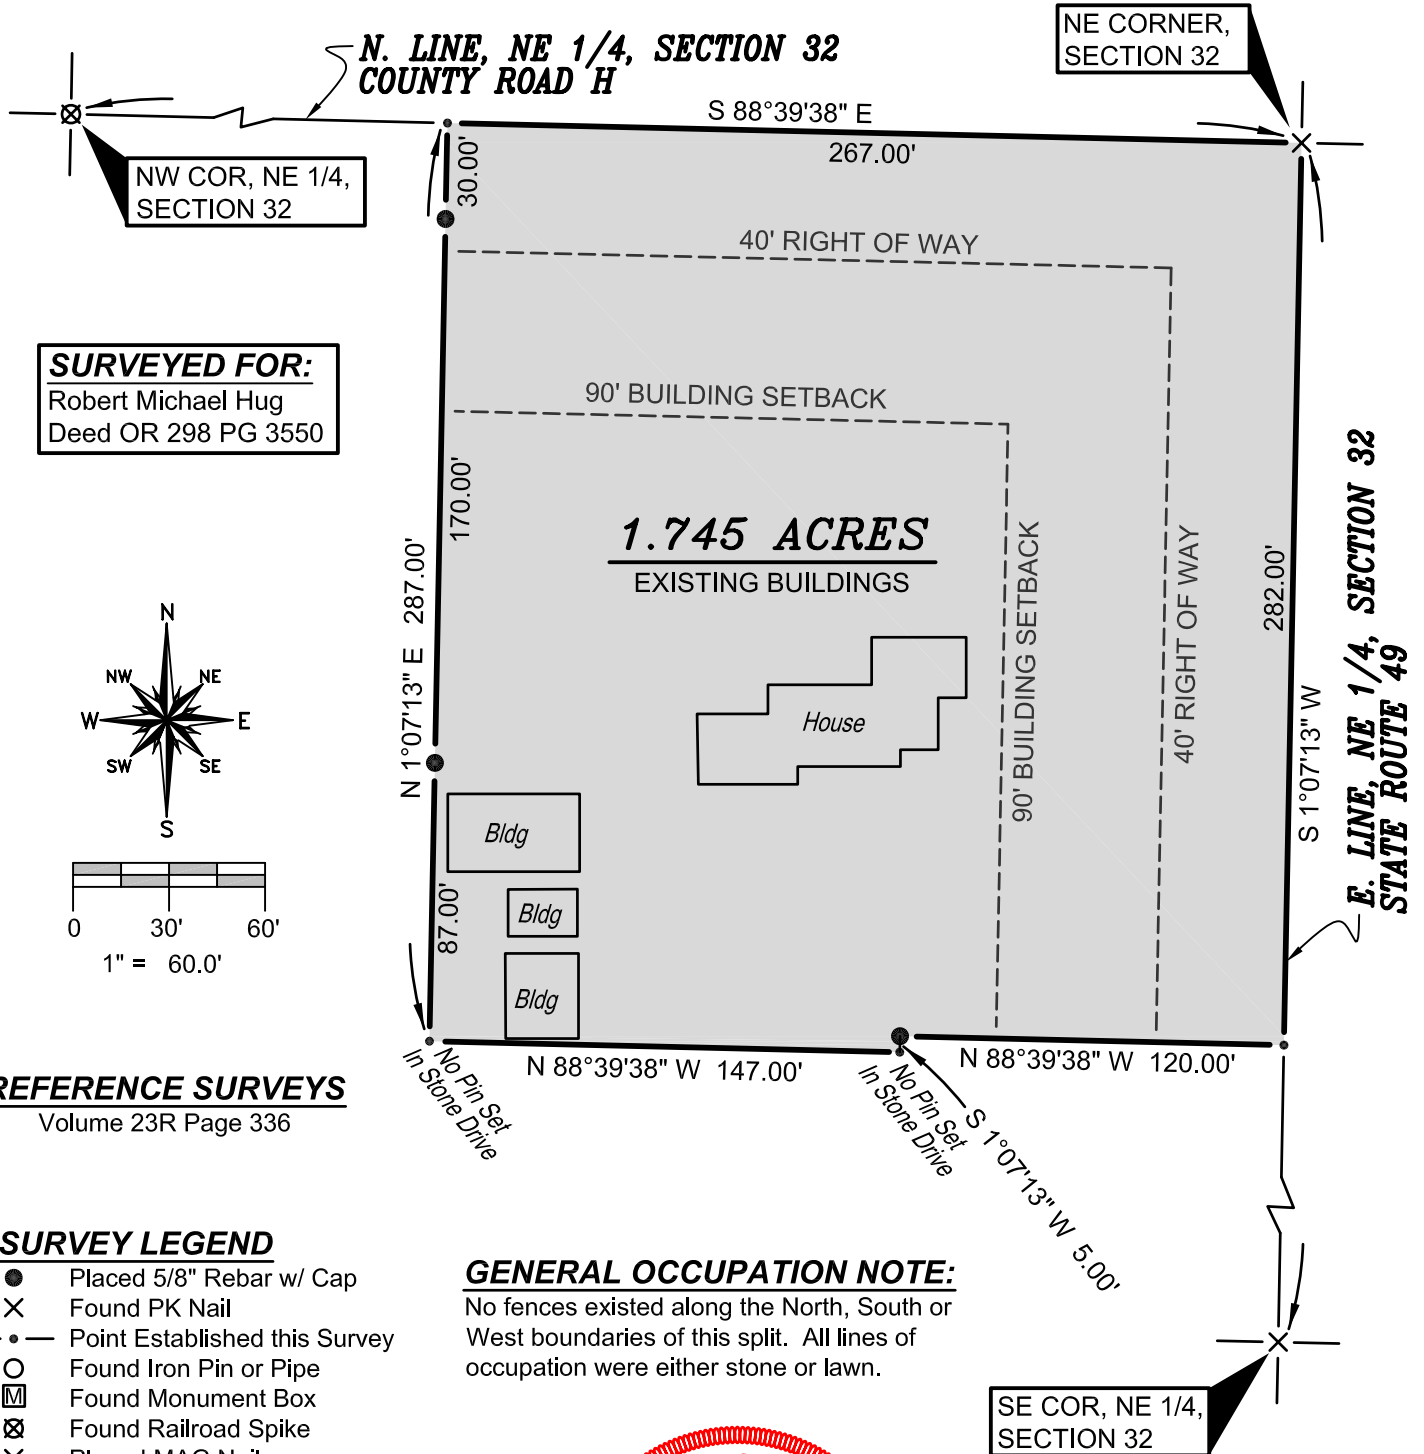 N. LINE, NE 1/4, SECTION 32
COUNTY ROAD H
NE CORNER,
SECTION 32
S 88°39'38" E
267.00'
NW COR, NE 1/4,
SECTION 32
30.00'
40' RIGHT OF WAY
SURVEYED FOR:
Robert Michael Hug
Deed OR 298 PG 3550
90' BUILDING SETBACK
170.00'
1.745 ACRES
EXISTING BUILDINGS
N 1°07'13" E 287.00'
House
90' BUILDING SETBACK
40' RIGHT OF WAY
282.00'
S 1°07'13" W
E. LINE, NE 1/4, SECTION 32
STATE ROUTE 49
N
NW
NE
W
E
SW
SE
S
0 30' 60'
1" = 60.0'
Bldg
Bldg
Bldg
87.00'
No Pin Set
In Stone Drive
N 88°39'38" W 147.00'
No Pin Set
In Stone Drive
N 88°39'38" W 120.00'
S 1°07'13" W 5.00'
REFERENCE SURVEYS
Volume 23R Page 336
SURVEY LEGEND
Placed 5/8" Rebar w/ Cap
Found PK Nail
Point Established this Survey
Found Iron Pin or Pipe
M Found Monument Box
Found Railroad Spike
GENERAL OCCUPATION NOTE:
No fences existed along the North, South or
West boundaries of this split. All lines of
occupation were either stone or lawn.
SE COR, NE 1/4,
SECTION 32